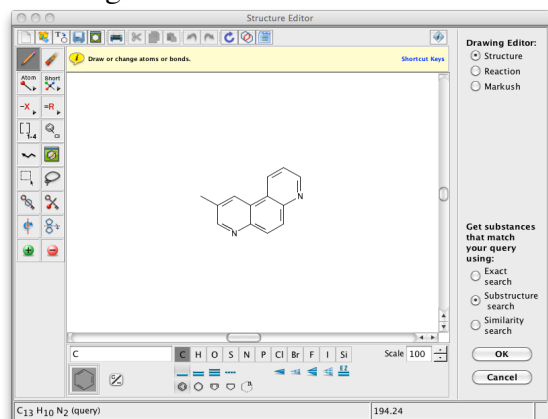 Structure Editor
Draw or change atoms or bonds.
Shortcut Keys
Drawing Editor:
Structure
Reaction
Markush
Atom
Short
-X
=R
1-4
N
N
Get substances
that match
your query
using:
Exact
search
Substructure
search
Similarity
search
C
C H O S N P Cl Br F I Si
Scale 100
EZ
OK
Cancel
C13 H10 N2 (query)
194.24